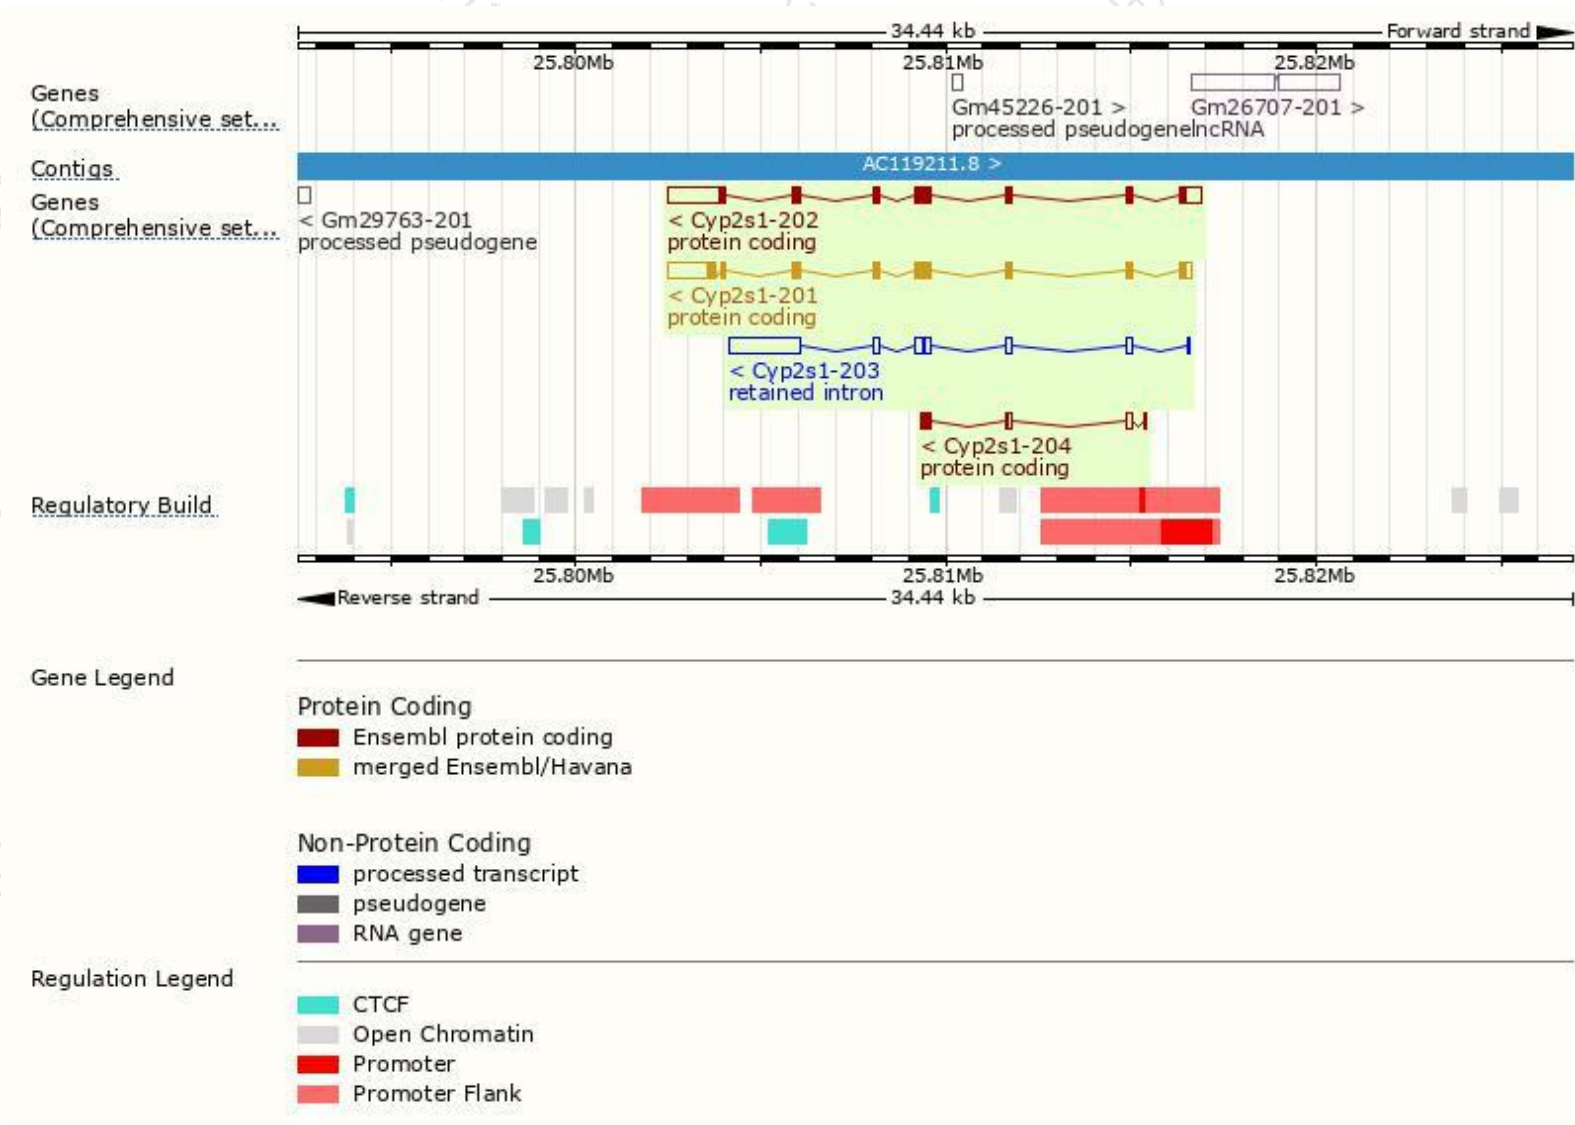 34.44 kb
Forward strand
25.80Mb 25.81Mb 25.82Mb
Genes
(Comprehensive set...
Gm45226-201 >
processed pseudogene
Gm26707-201 >
lncRNA
Contigs
AC119211.8 >
Genes
(Comprehensive set...
< Gm29763-201
processed pseudogene
< Cyp2s1-202
protein coding
< Cyp2s1-201
protein coding
< Cyp2s1-203
retained intron
< Cyp2s1-204
protein coding
Regulatory Build
25.80Mb 25.81Mb 25.82Mb
Reverse strand
34.44 kb
Gene Legend
Protein Coding
Ensembl protein coding
merged Ensembl/Havana
Non-Protein Coding
processed transcript
pseudogene
RNA gene
Regulation Legend
CTCF
Open Chromatin
Promoter
Promoter Flank